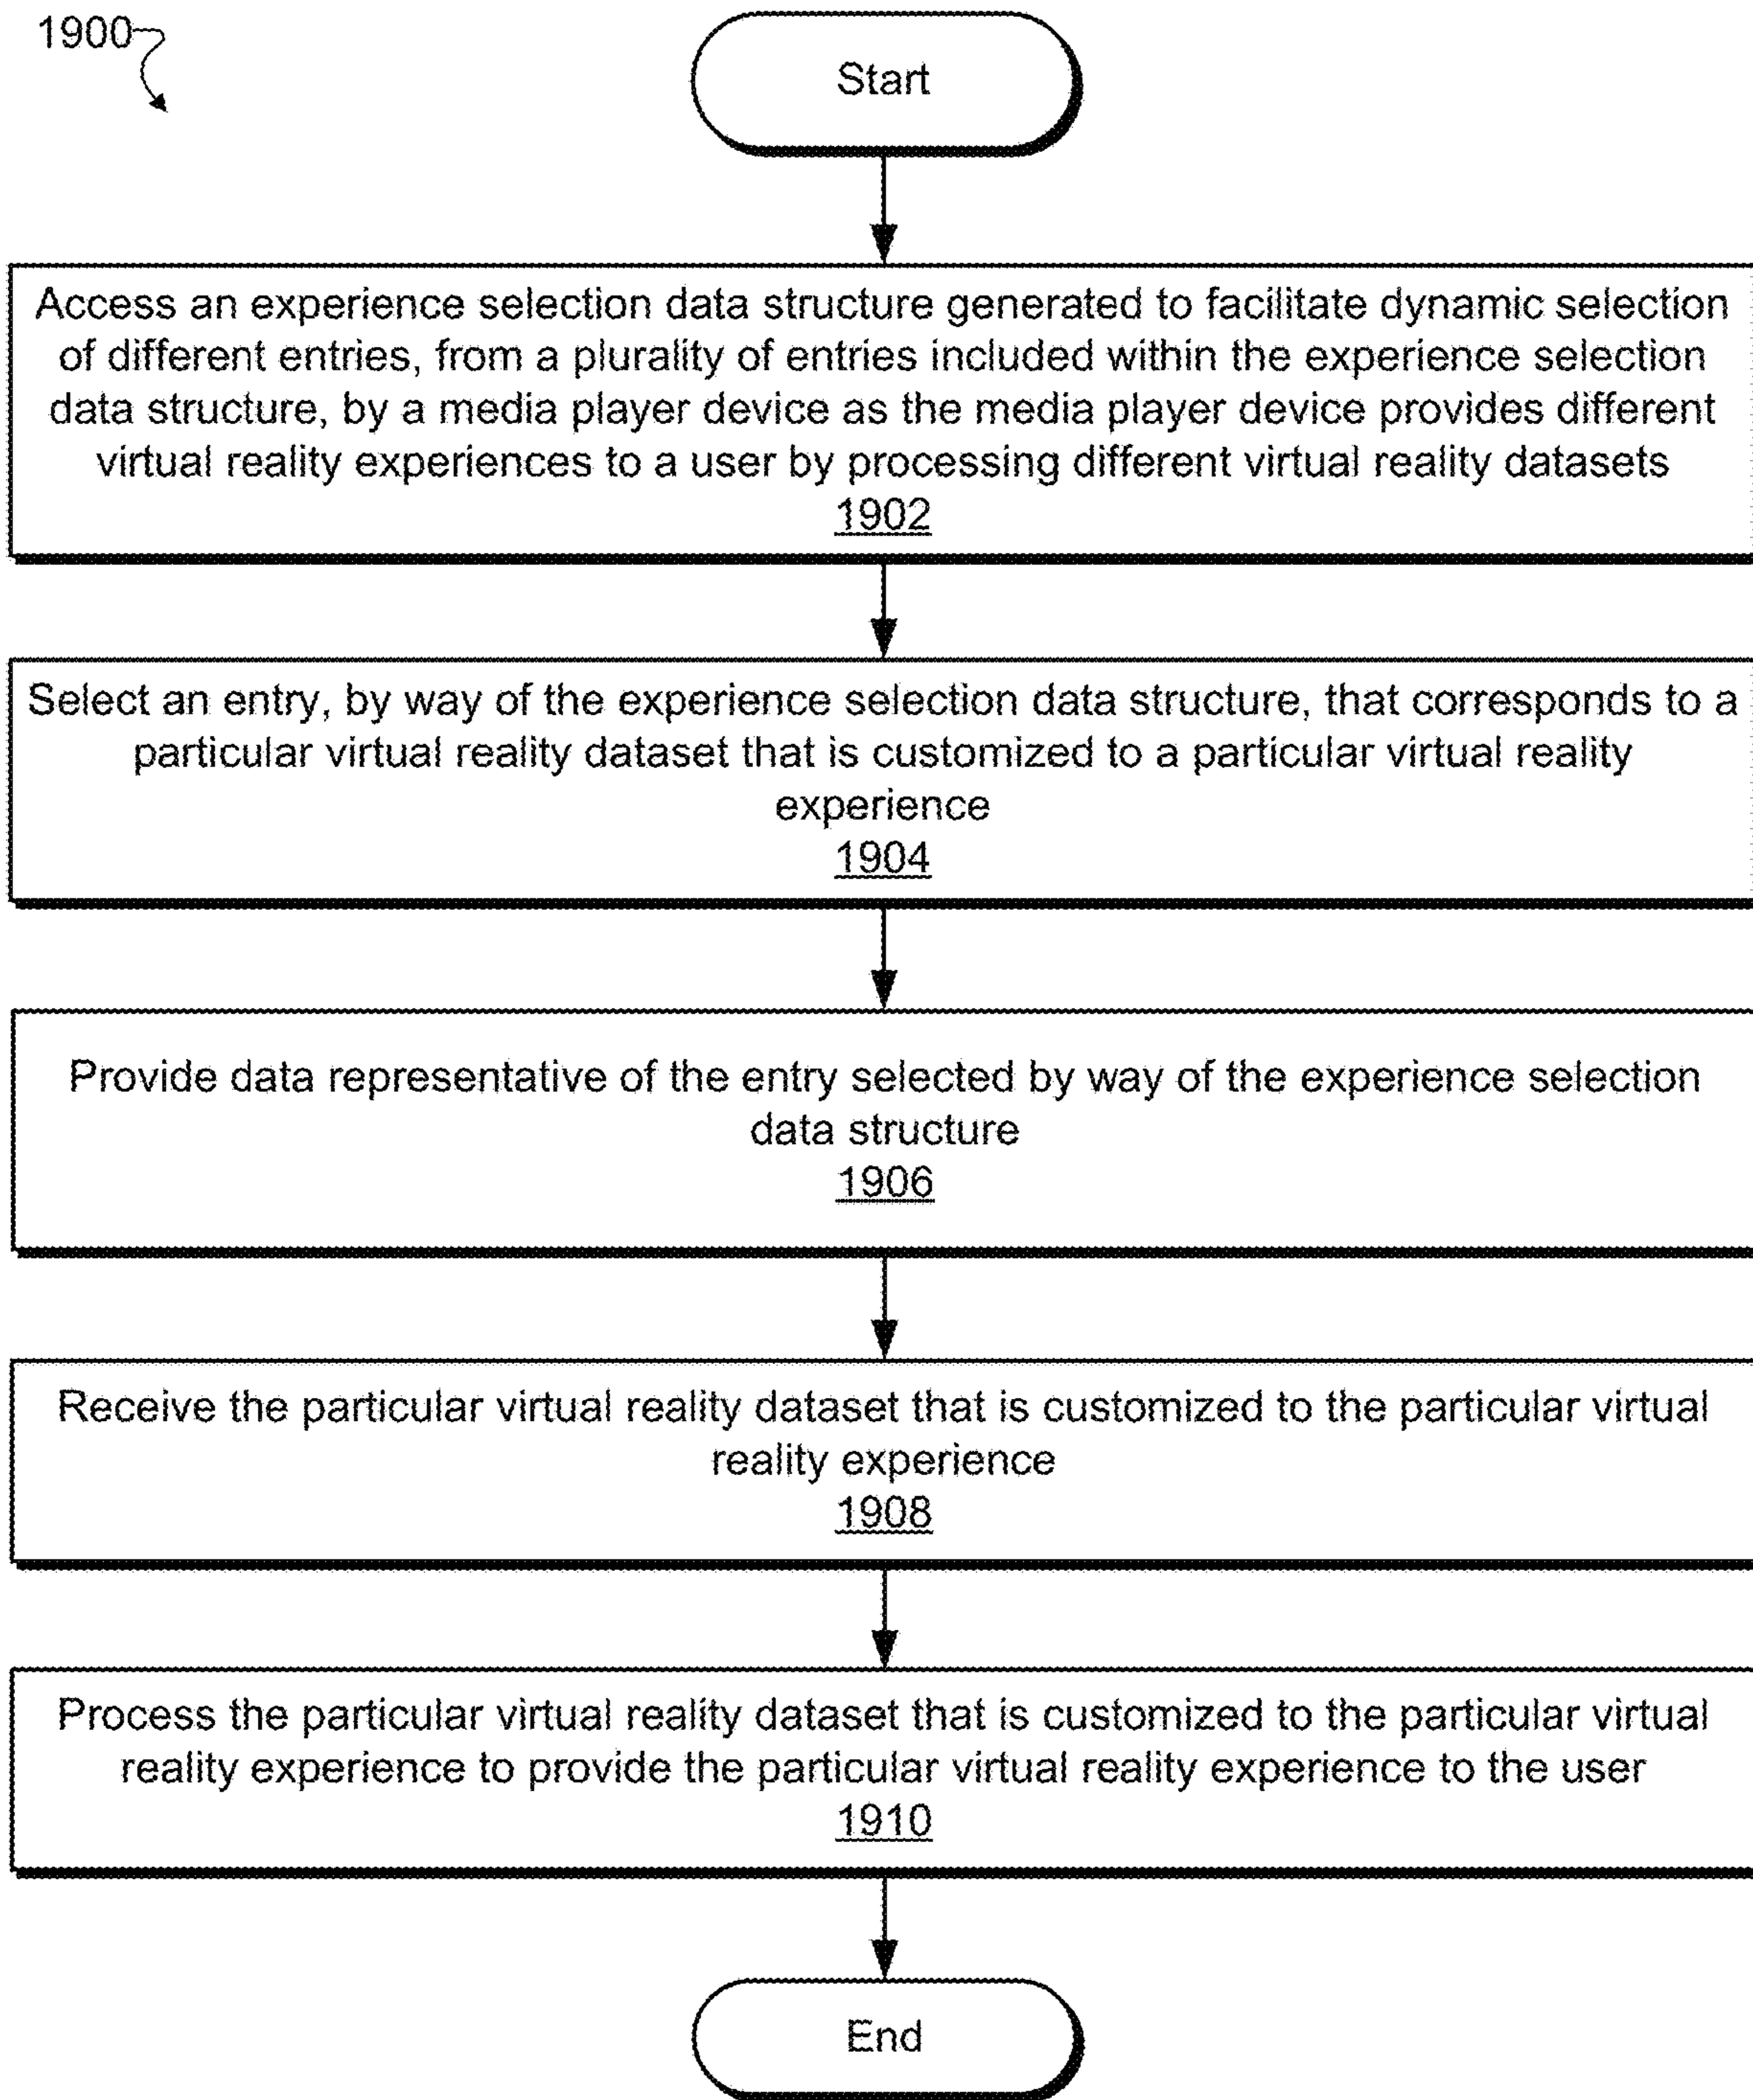 1900
Start
Access an experience selection data structure generated to facilitate dynamic selection
of different entries, from a plurality of entries included within the experience selection
data structure, by a media player device as the media player device provides different
virtual reality experiences to a user by processing different virtual reality datasets
1902
Select an entry, by way of the experience selection data structure, that corresponds to a
particular virtual reality dataset that is customized to a particular virtual reality
experience
1904
Provide data representative of the entry selected by way of the experience selection
data structure
1906
Receive the particular virtual reality dataset that is customized to the particular virtual
reality experience
1908
Process the particular virtual reality dataset that is customized to the particular virtual
reality experience to provide the particular virtual reality experience to the user
1910
End